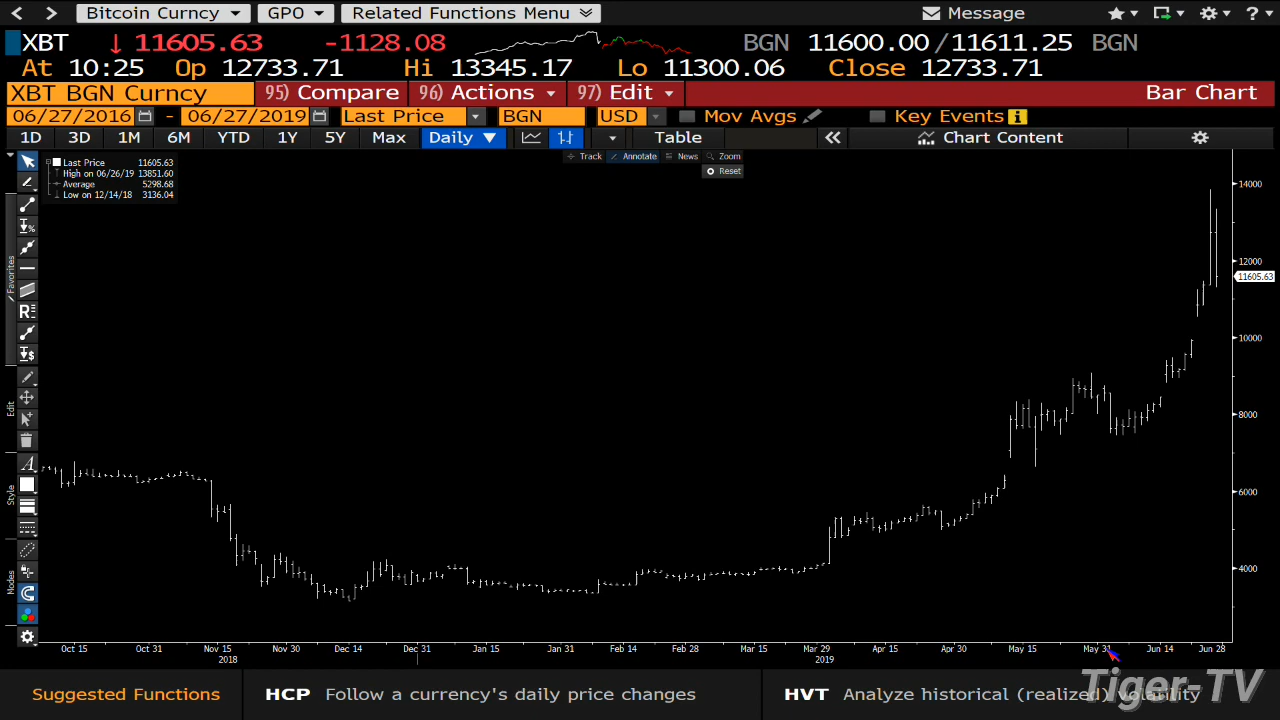 Bitcoin Curncy GPO Related Functions Menu Message ?
XBT ↓ 11605.63 -1128.08 BGN 11600.00 / 11611.25 BGN
At 10:25 Op 12733.71 Hi 13345.17 Lo 11300.06 Close 12733.71
XBT BGN Curncy 95) Compare 96) Actions 97) Edit Bar Chart
06/27/2016 - 06/27/2019 Last Price BGN USD Mov Avgs Key Events i
1D 3D 1M 6M YTD 1Y 5Y Max Daily ▼ Table « Chart Content
Track Annotate News Zoom
Reset
Last Price 11605.63
High on 06/26/19 13851.60
Average 5298.68
Low on 12/14/18 3136.04
Favorites
Edit
Style
Modes
%
R
$
A
14000
12000
11605.63
10000
8000
6000
4000
Oct 15 Oct 31 Nov 15 Nov 30 Dec 14 Dec 31 Jan 15 Jan 31 Feb 14 Feb 28 Mar 15 Mar 29 Apr 15 Apr 30 May 15 May 31 Jun 14 Jun 28
2018 2019
Suggested Functions HCP Follow a currency's daily price changes HVT Analyze historical (realized) volatility
Tiger-TV